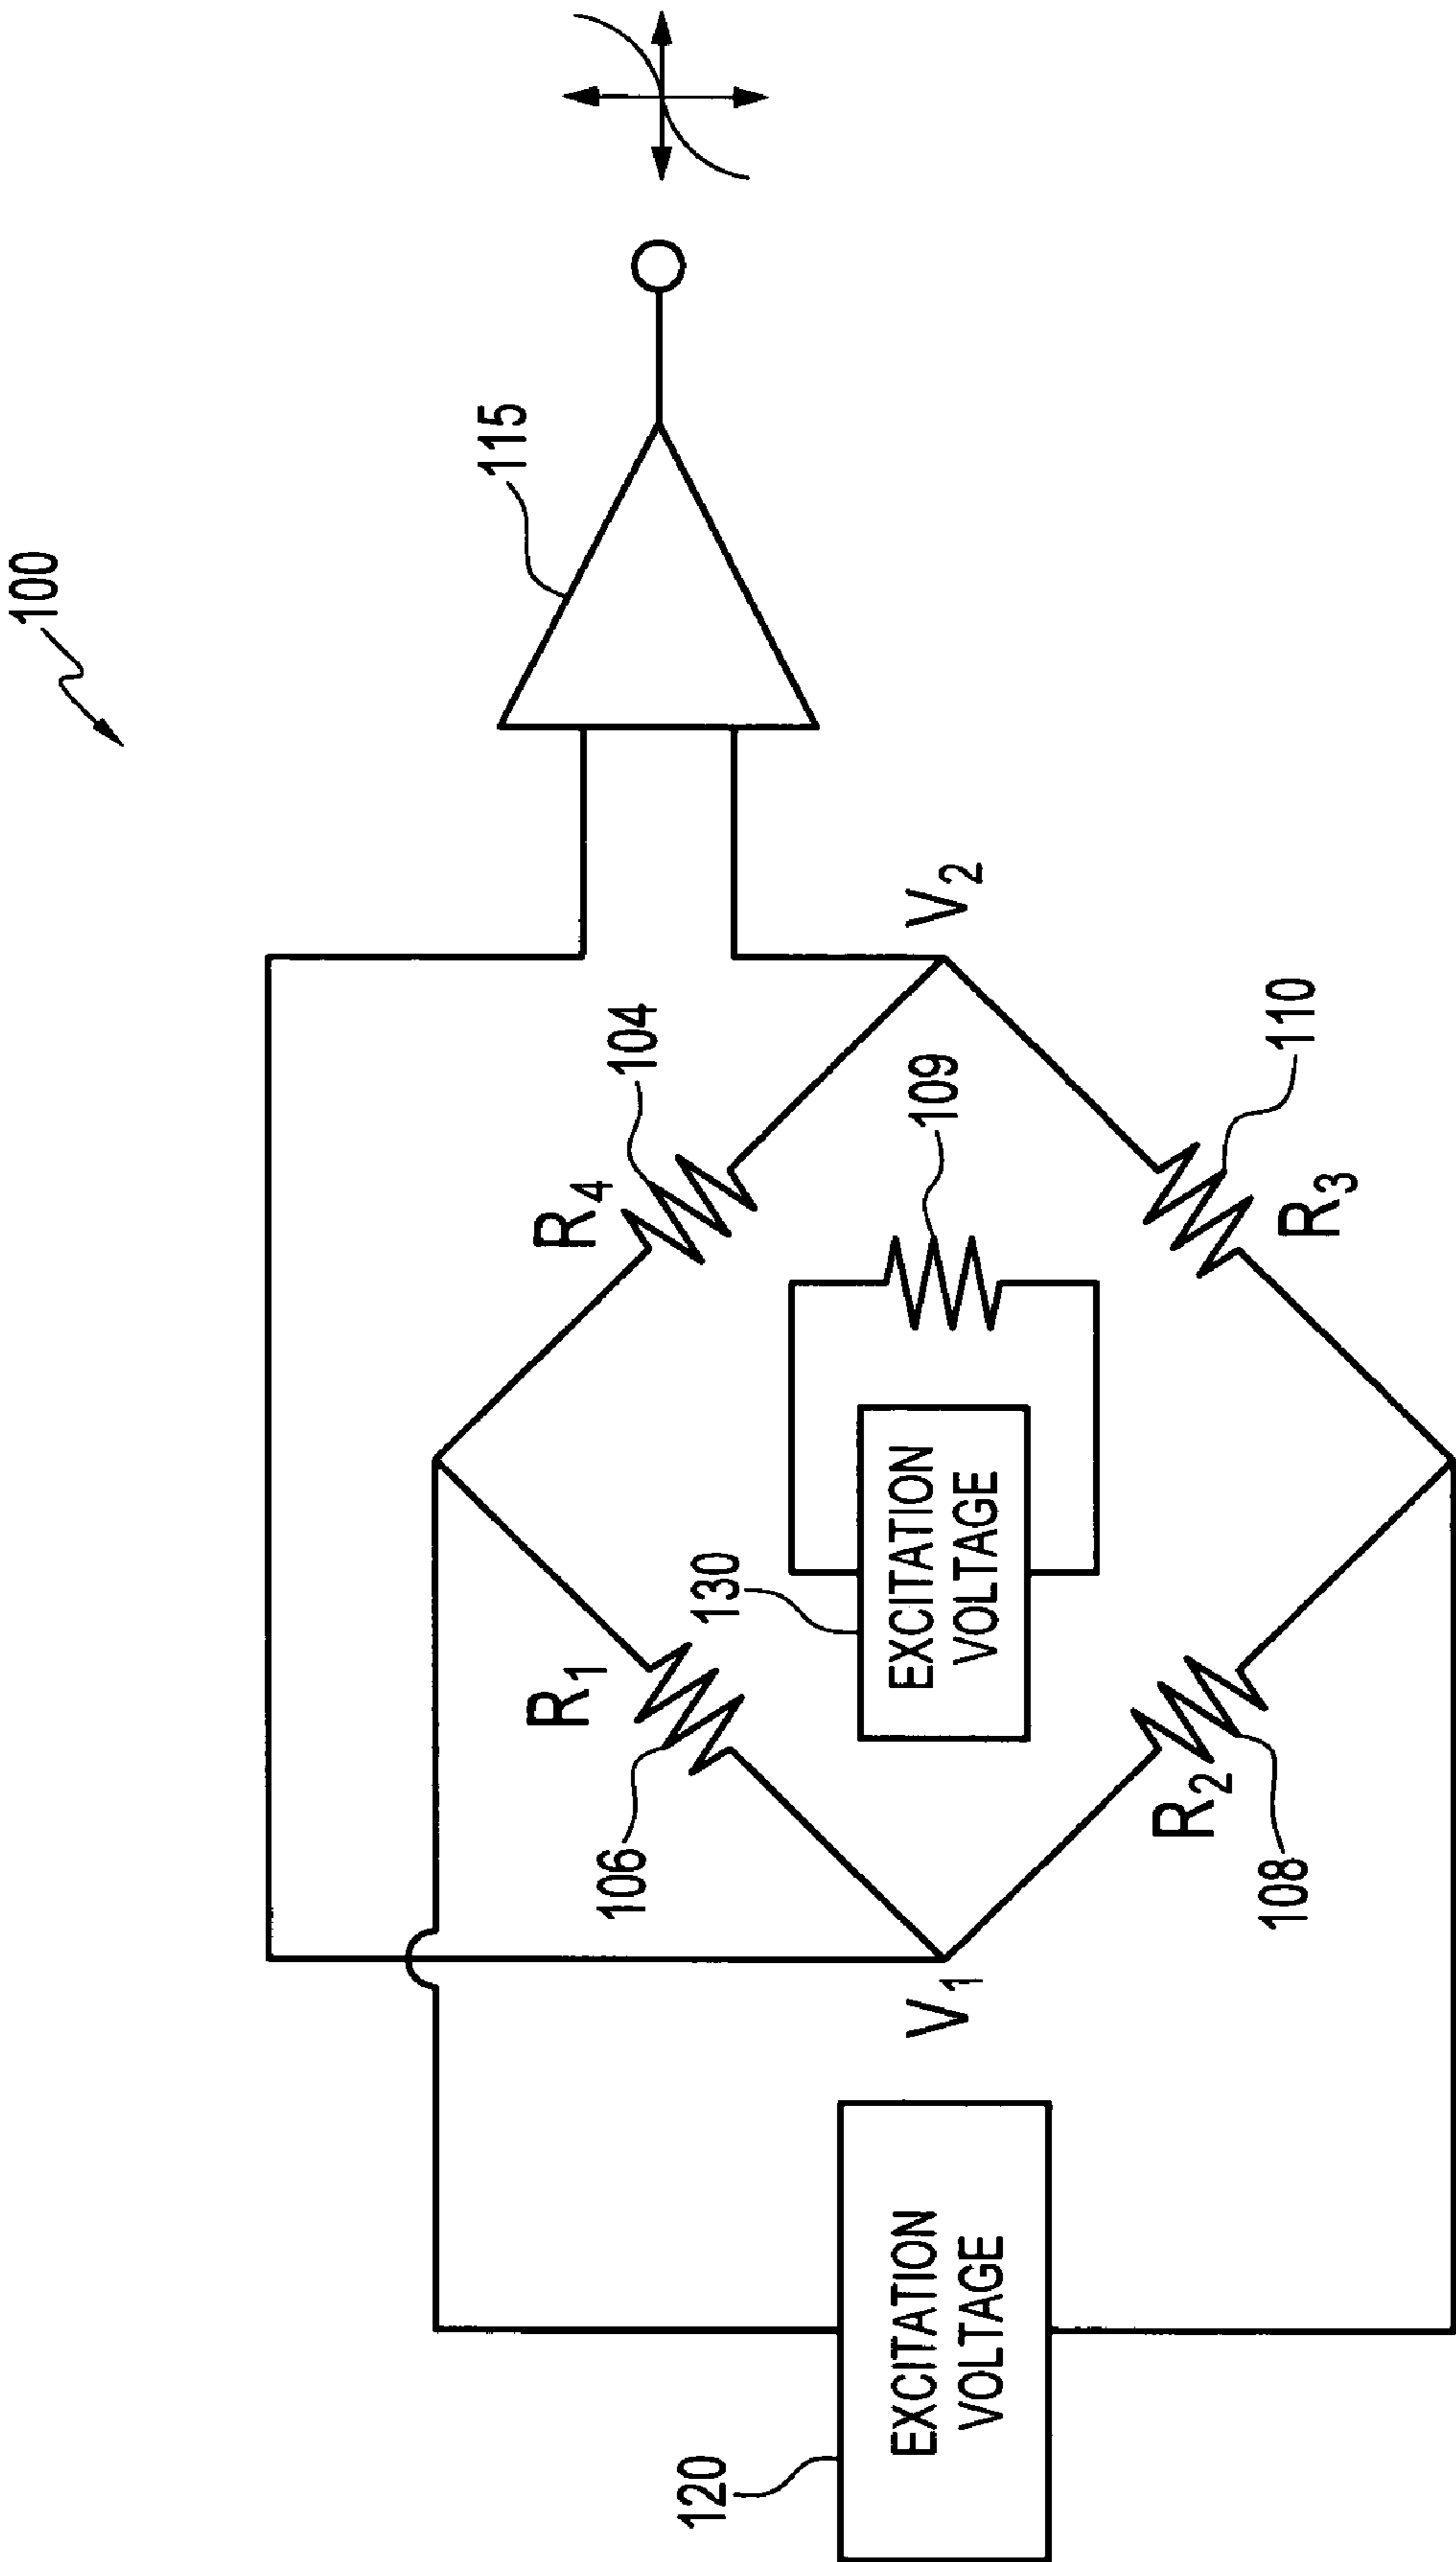 100
115
V2
104
R4
109
110
R3
130
EXCITATION
VOLTAGE
R1
106
R2
108
V1
120
EXCITATION
VOLTAGE